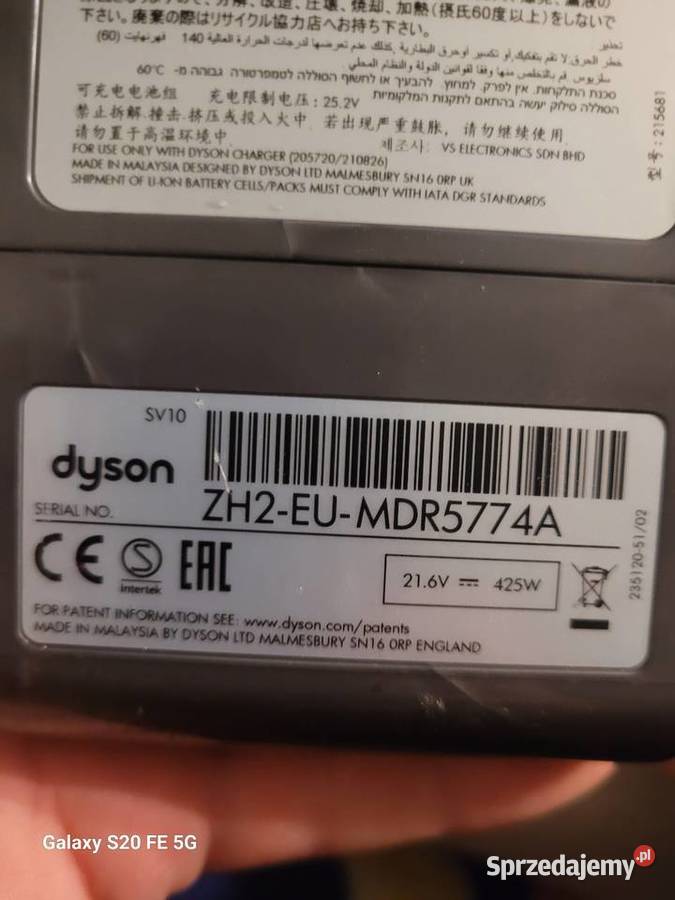 下さい。廃棄の際はリサイクル協力店へお持ち下さい。
充电电池组 充电限制电压：25.2V
禁止拆解、撞击、挤压或投入火中. 若出现严重鼓胀，请勿继续使用
请勿置于高温环境中. 제조사: VS ELECTRONICS SDN BHD
FOR USE ONLY WITH DYSON CHARGER (205720/210826)
MADE IN MALAYSIA DESIGNED BY DYSON LTD MALMESBURY SN16 0RP UK
SHIPMENT OF LI-ION BATTERY CELLS/PACKS MUST COMPLY WITH IATA DGR STANDARDS
型号：215681
SV10
dyson
SERIAL NO.
ZH2-EU-MDR5774A
CE
S
intertek
EAC
21.6V ⎓ 425W
235120-51/02
FOR PATENT INFORMATION SEE: www.dyson.com/patents
MADE IN MALAYSIA BY DYSON LTD MALMESBURY SN16 0RP ENGLAND
Galaxy S20 FE 5G
Sprzedajemy.pl